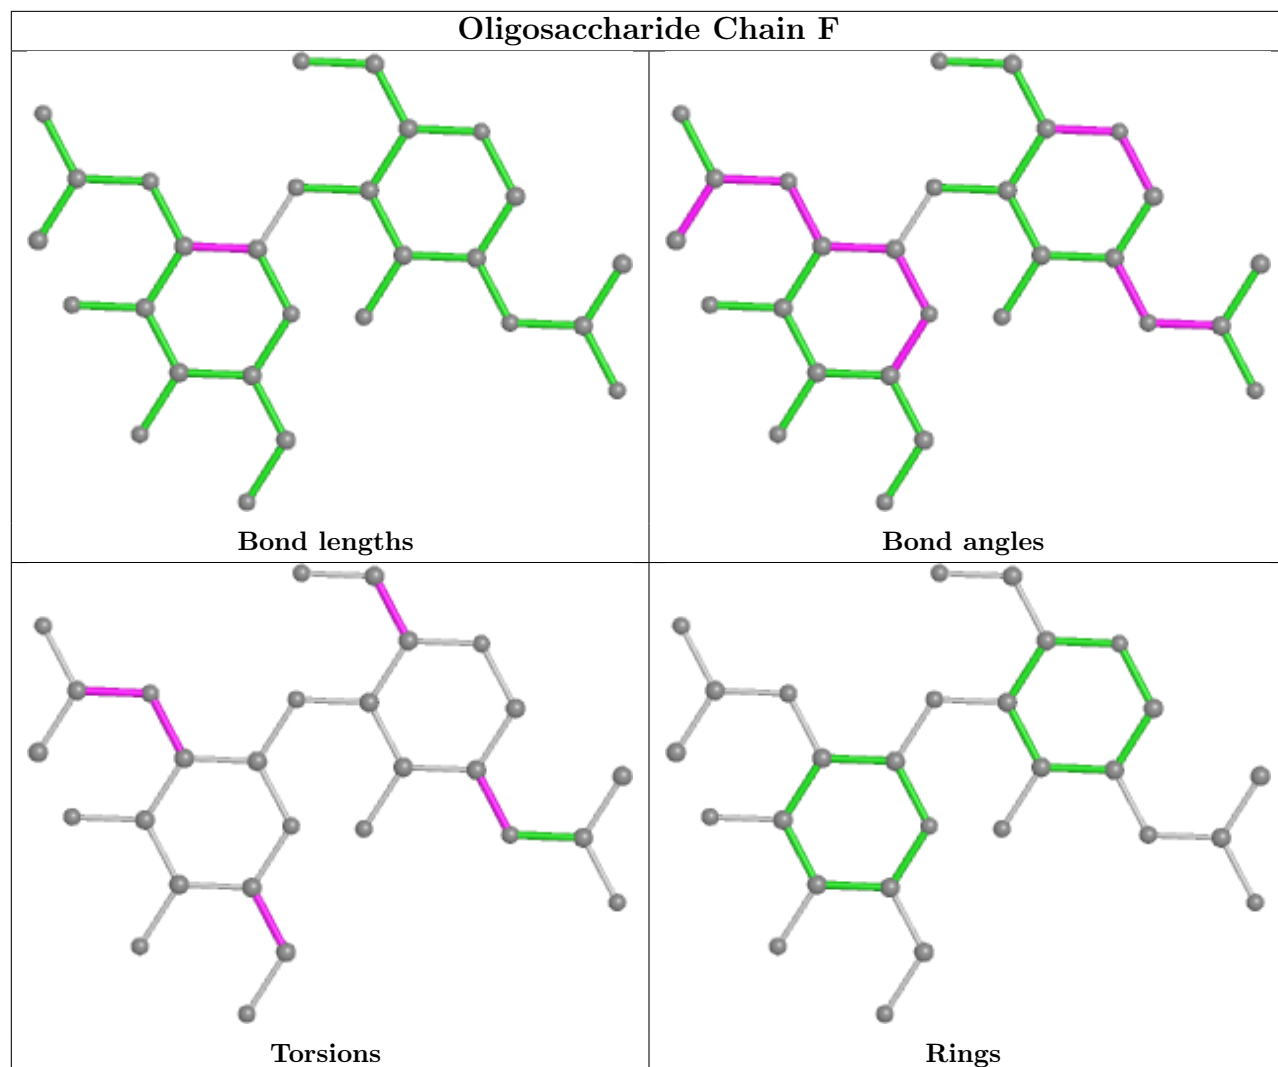 Oligosaccharide Chain F
Bond lengths
Bond angles
Torsions
Rings